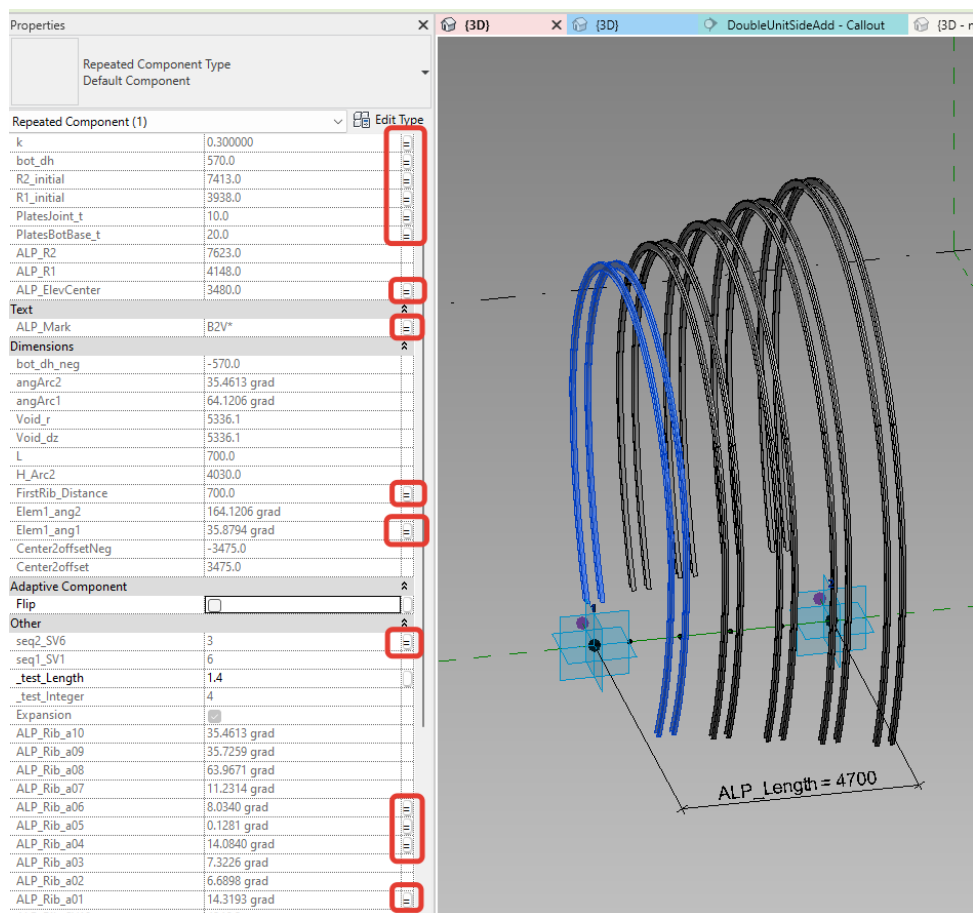 Properties
Repeated Component Type
Default Component
Repeated Component (1)
Edit Type
k 0.300000 =
bot_dh 570.0 =
R2_initial 7413.0 =
R1_initial 3938.0 =
PlatesJoint_t 10.0 =
PlatesBotBase_t 20.0 =
ALP_R2 7623.0
ALP_R1 4148.0
ALP_ElevCenter 3480.0 =
Text
ALP_Mark B2V* =
Dimensions
bot_dh_neg -570.0
angArc2 35.4613 grad
angArc1 64.1206 grad
Void_r 5336.1
Void_dz 5336.1
L 700.0
H_Arc2 4030.0
FirstRib_Distance 700.0 =
Elem1_ang2 164.1206 grad
Elem1_ang1 35.8794 grad =
Center2offsetNeg -3475.0
Center2offset 3475.0
Adaptive Component
Flip
Other
seq2_SV6 3 =
seq1_SV1 6
_test_Length 1.4
_test_Integer 4
Expansion
ALP_Rib_a10 35.4613 grad
ALP_Rib_a09 35.7259 grad
ALP_Rib_a08 63.9671 grad
ALP_Rib_a07 11.2314 grad
ALP_Rib_a06 8.0340 grad =
ALP_Rib_a05 0.1281 grad =
ALP_Rib_a04 14.0840 grad =
ALP_Rib_a03 7.3226 grad
ALP_Rib_a02 6.6898 grad
ALP_Rib_a01 14.3193 grad =
{3D}
{3D}
DoubleUnitSideAdd - Callout
{3D - n
1
ALP_Length = 4700